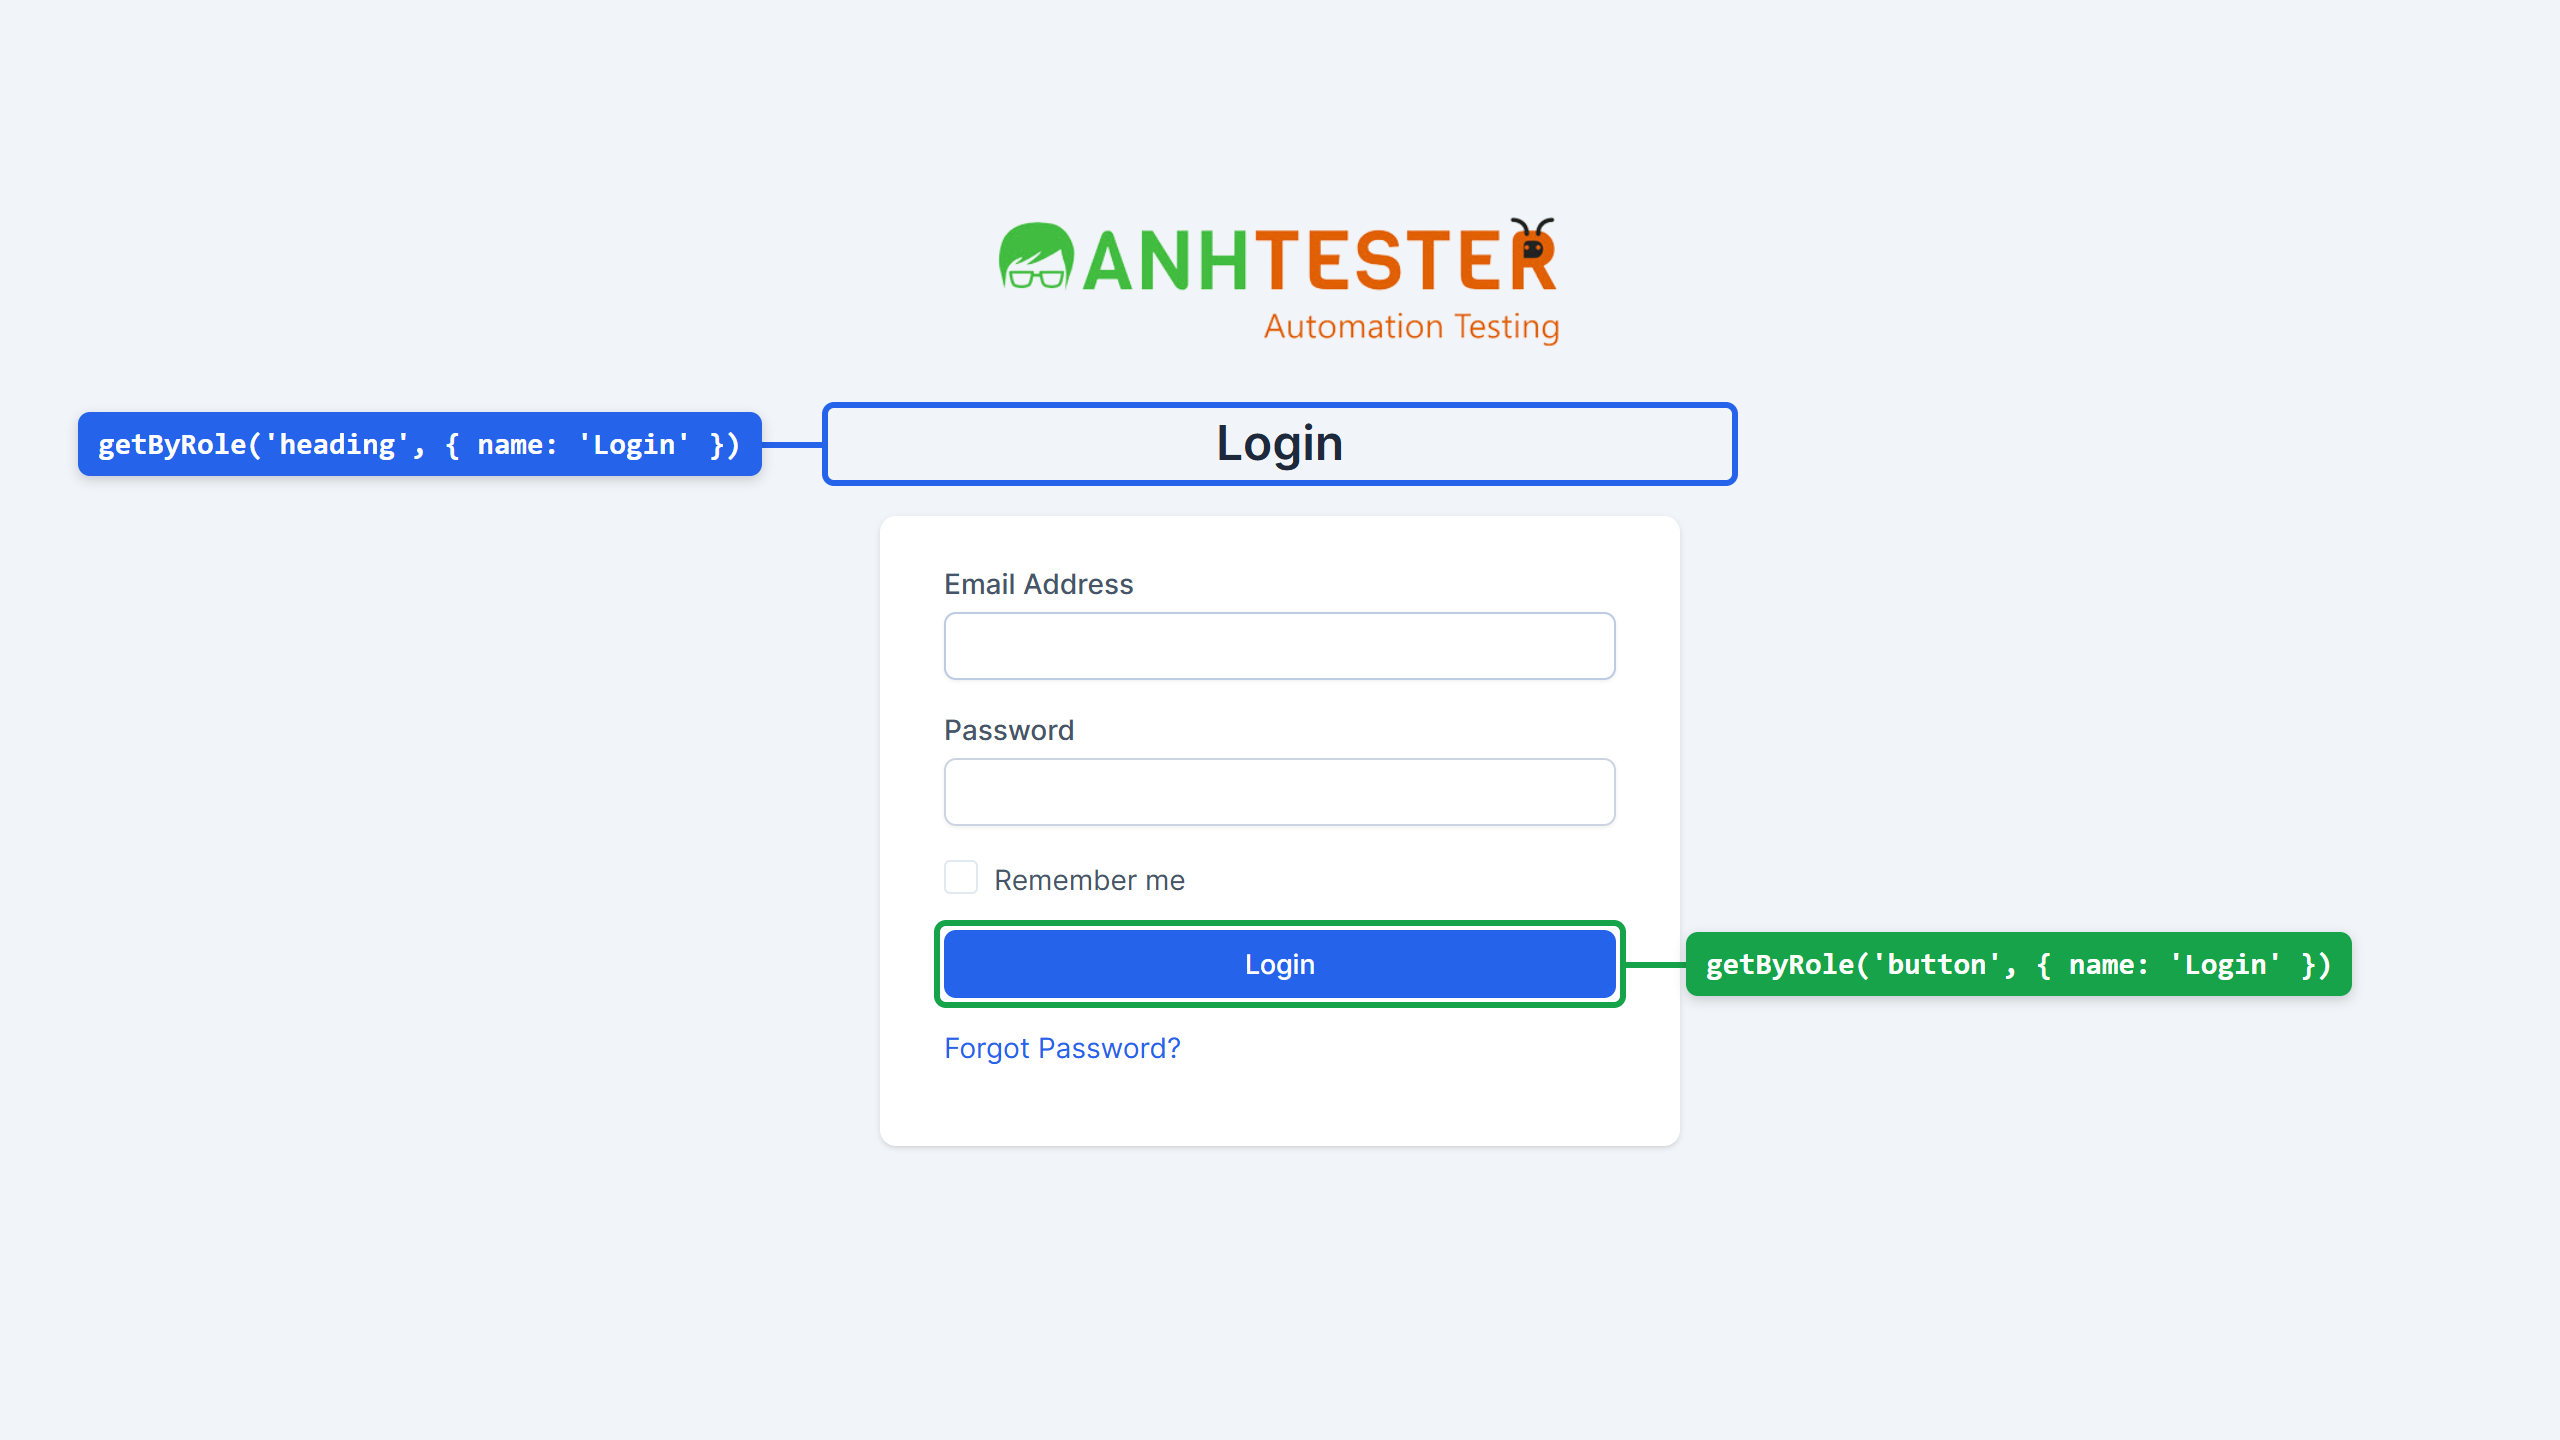 ANHTESTER
Automation Testing
getByRole('heading', { name: 'Login' })
Login
Email Address
Password
Remember me
Login
getByRole('button', { name: 'Login' })
Forgot Password?